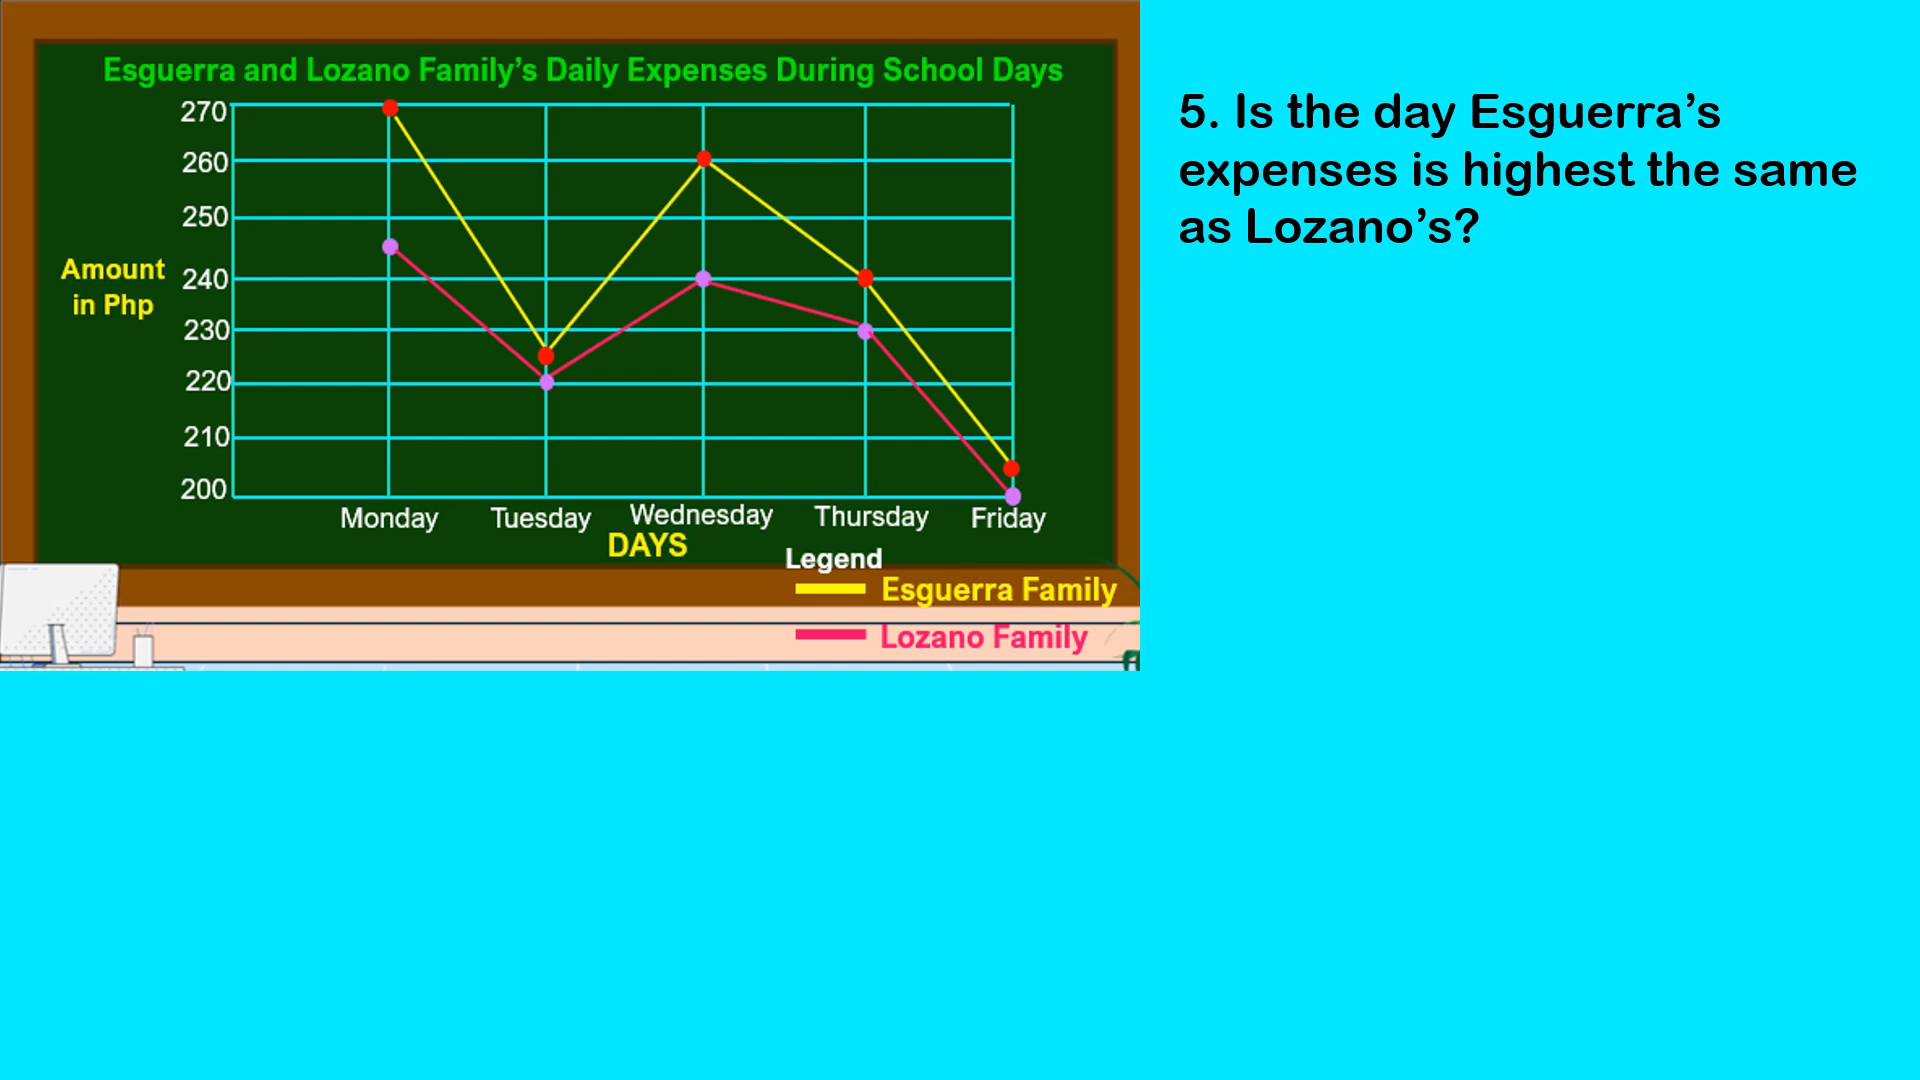 Esguerra and Lozano Family’s Daily Expenses During School Days
270
260
250
240
230
220
210
200
Amount
in Php
Monday Tuesday Wednesday Thursday Friday
DAYS
Legend
Esguerra Family
Lozano Family
5. Is the day Esguerra’s
expenses is highest the same
as Lozano’s?